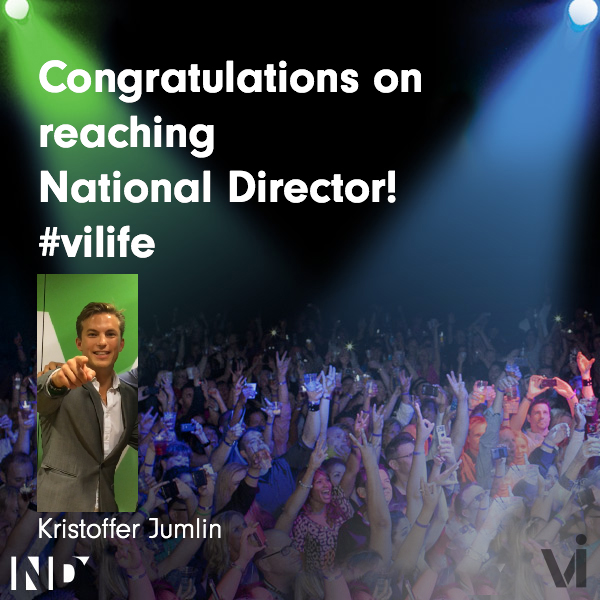 Congratulations on
reaching
National Director!
#vilife
Kristoffer Jumlin
ND
vi